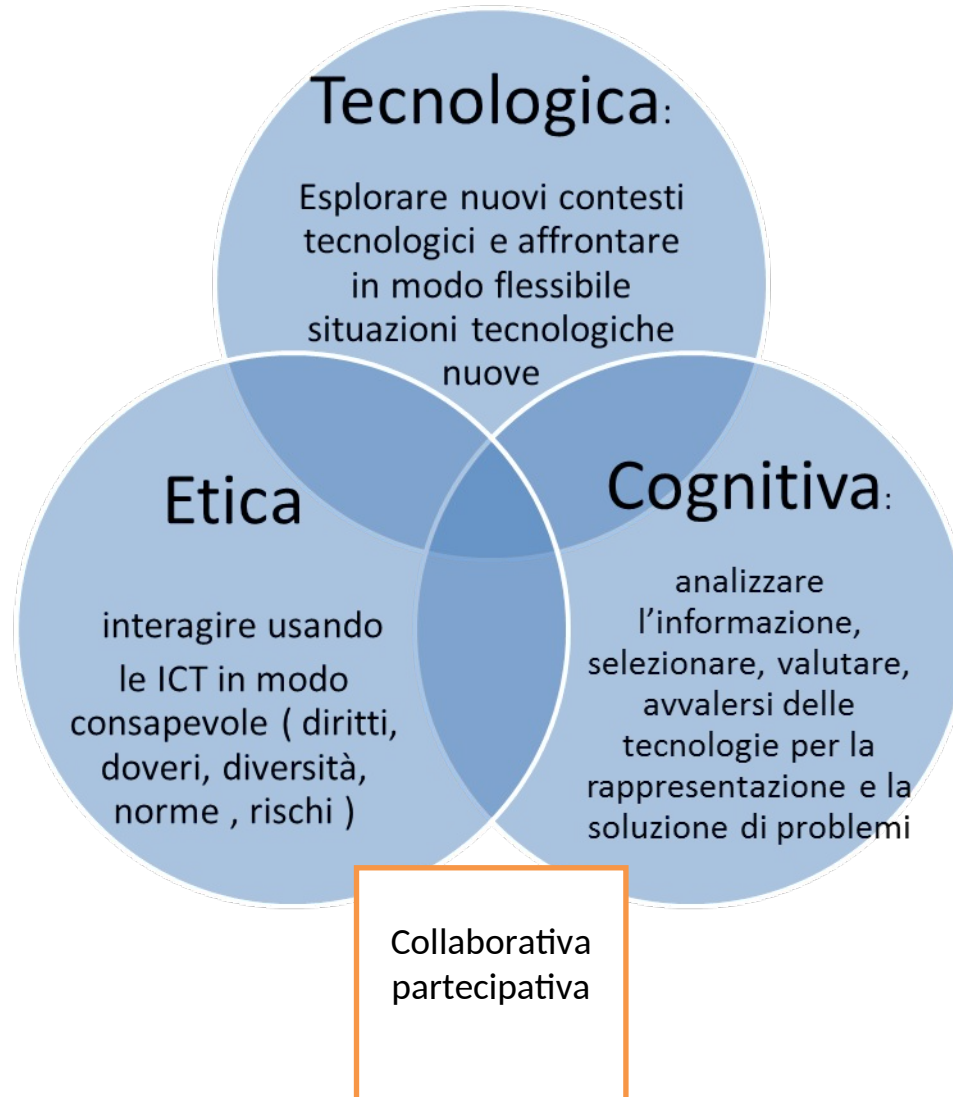 Tecnologica:
Esplorare nuovi contesti
tecnologici e affrontare
in modo flessibile
situazioni tecnologiche
nuove
Etica
interagire usando
le ICT in modo
consapevole ( diritti,
doveri, diversità,
norme , rischi )
Cognitiva:
analizzare
l’informazione,
selezionare, valutare,
avvalersi delle
tecnologie per la
rappresentazione e la
soluzione di problemi
Collaborativa
partecipativa